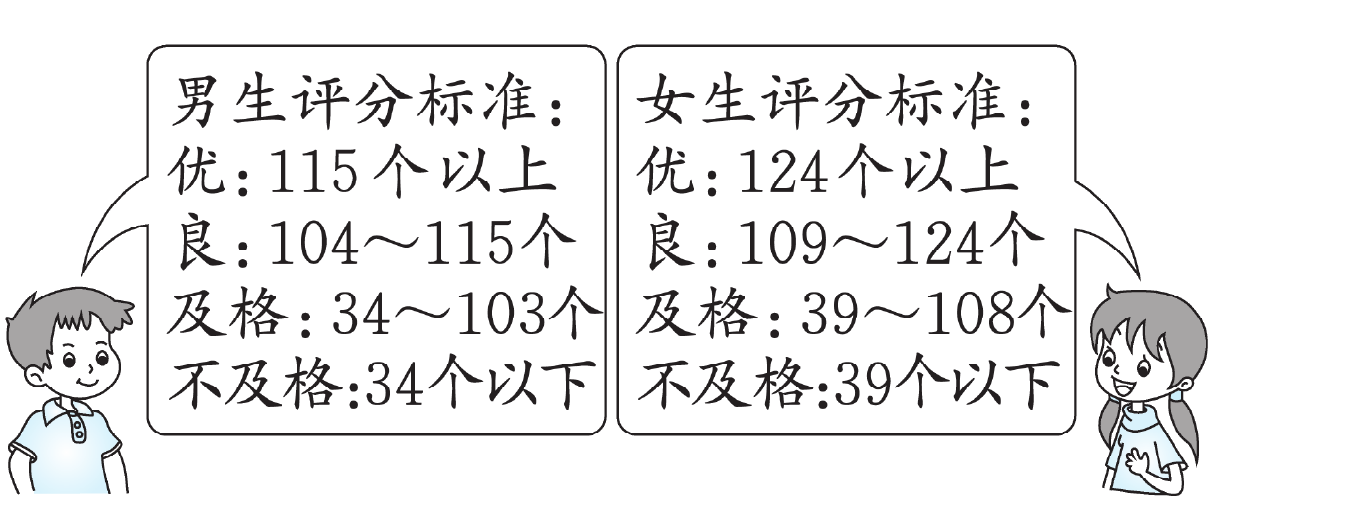 男生评分标准：
优：115个以上
良：104～115个
及格：34～103个
不及格：34个以下
女生评分标准：
优：124个以上
良：109～124个
及格：39～108个
不及格：39个以下